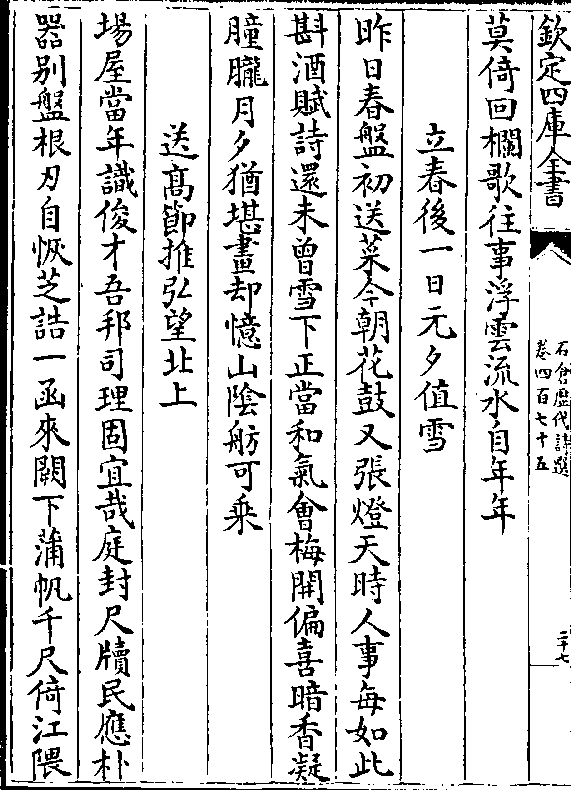 欽定四庫全書
石倉歷代詩選
卷四百七十五
二十七
莫倚回欄歌往事浮雲流水自年年
立春後一日元夕值雪
昨日春盤初送菜今朝花鼓又張燈天時人事每如此
斟酒賦詩還未曾雪下正當和氣會梅開偏喜暗香凝
朣朧月夕猶堪畫却憶山陰舫可乘
送髙節推弘望北上
場屋當年識俊才吾邦司理固宜哉庭封尺牘民應朴
器别盤根刃自恢芝誥一函來闕下蒲帆千尺倚江隈